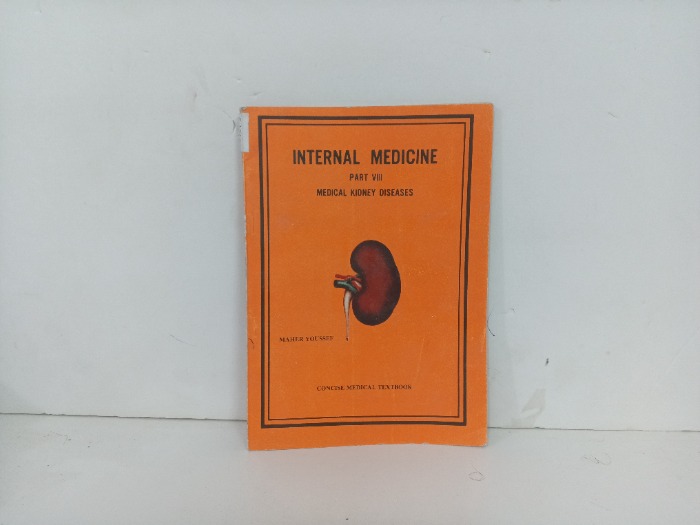 INTERNAL MEDICINE
PART VIII
MEDICAL KIDNEY DISEASES
MAHER YOUSSEF
CONCISE MEDICAL TEXTBOOK